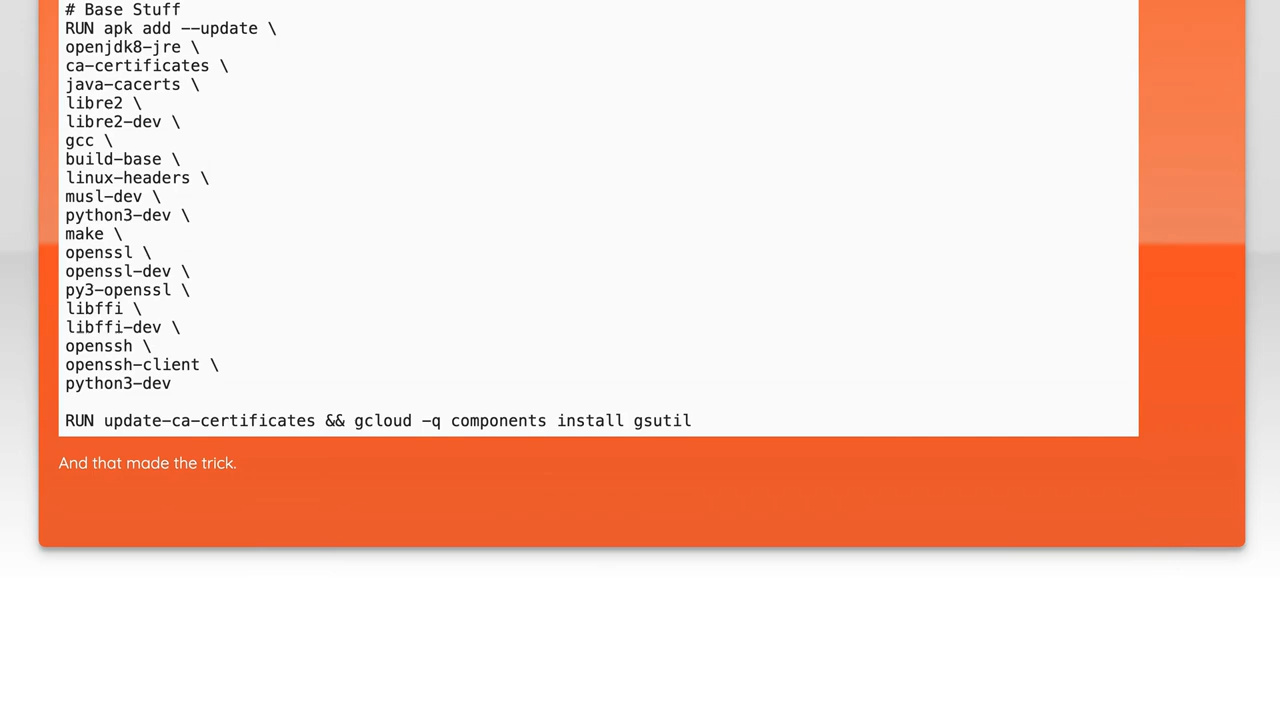 # Base Stuff
RUN apk add --update \
openjdk8-jre \
ca-certificates \
java-cacerts \
libre2 \
libre2-dev \
gcc \
build-base \
linux-headers \
musl-dev \
python3-dev \
make \
openssl \
openssl-dev \
py3-openssl \
libffi \
libffi-dev \
openssh \
openssh-client \
python3-dev
RUN update-ca-certificates && gcloud -q components install gsutil
And that made the trick.